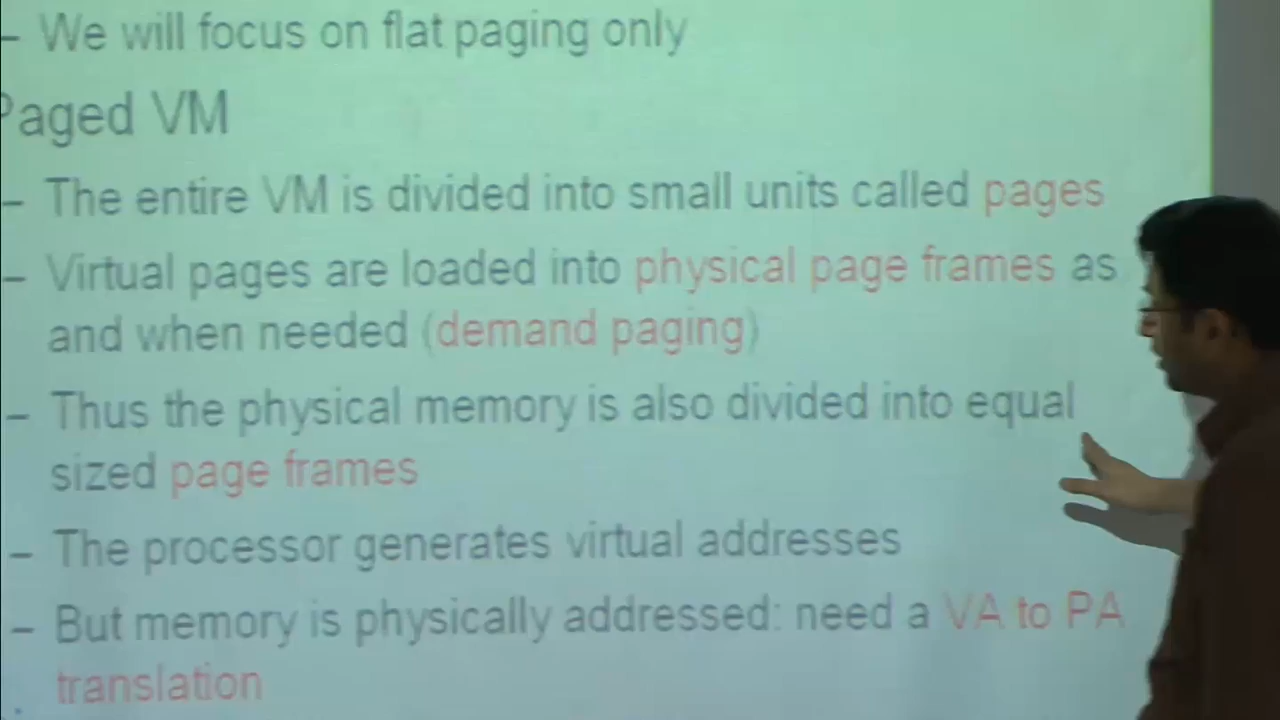 – We will focus on flat paging only
Paged VM
– The entire VM is divided into small units called pages
– Virtual pages are loaded into physical page frames as
and when needed (demand paging)
– Thus the physical memory is also divided into equal
sized page frames
– The processor generates virtual addresses
– But memory is physically addressed: need a VA to PA
translation